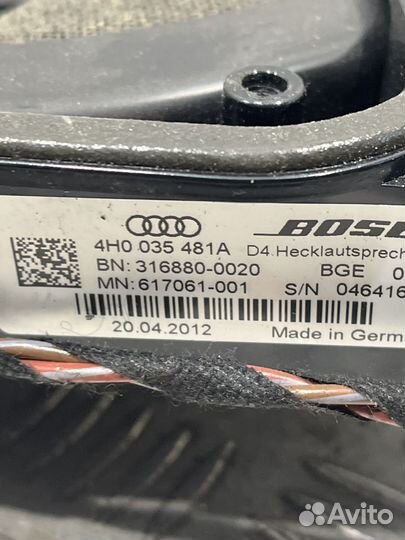 BOSE
4H0 035 481A D4.Hecklautsprech
BN: 316880-0020 BGE 0
MN: 617061-001 S/N 046416
20.04.2012 Made in Germ
Avito